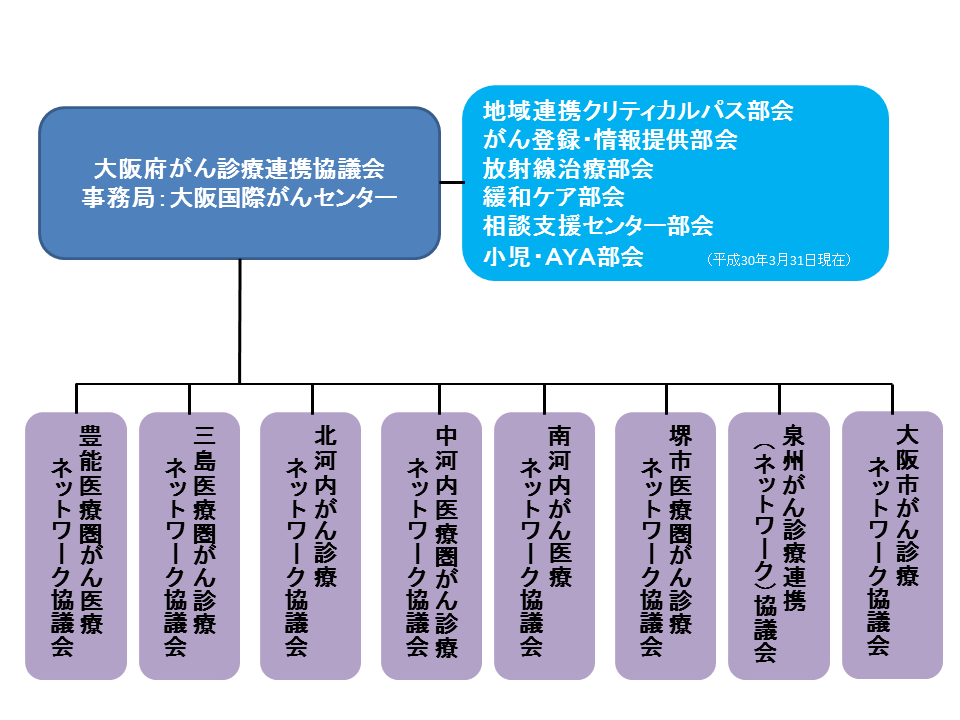 大阪府がん診療連携協議会
事務局：大阪国際がんセンター
地域連携クリティカルパス部会
がん登録・情報提供部会
放射線治療部会
緩和ケア部会
相談支援センター部会
小児・AYA部会
（平成30年3月31日現在）
豊能医療圏がん医療
ネットワーク協議会
三島医療圏がん診療
ネットワーク協議会
北河内がん診療
ネットワーク協議会
中河内医療圏がん診療
ネットワーク協議会
南河内がん医療
ネットワーク協議会
堺市医療圏がん診療
ネットワーク協議会
泉州がん診療連携
（ネットワーク）協議会
大阪市がん診療
ネットワーク協議会